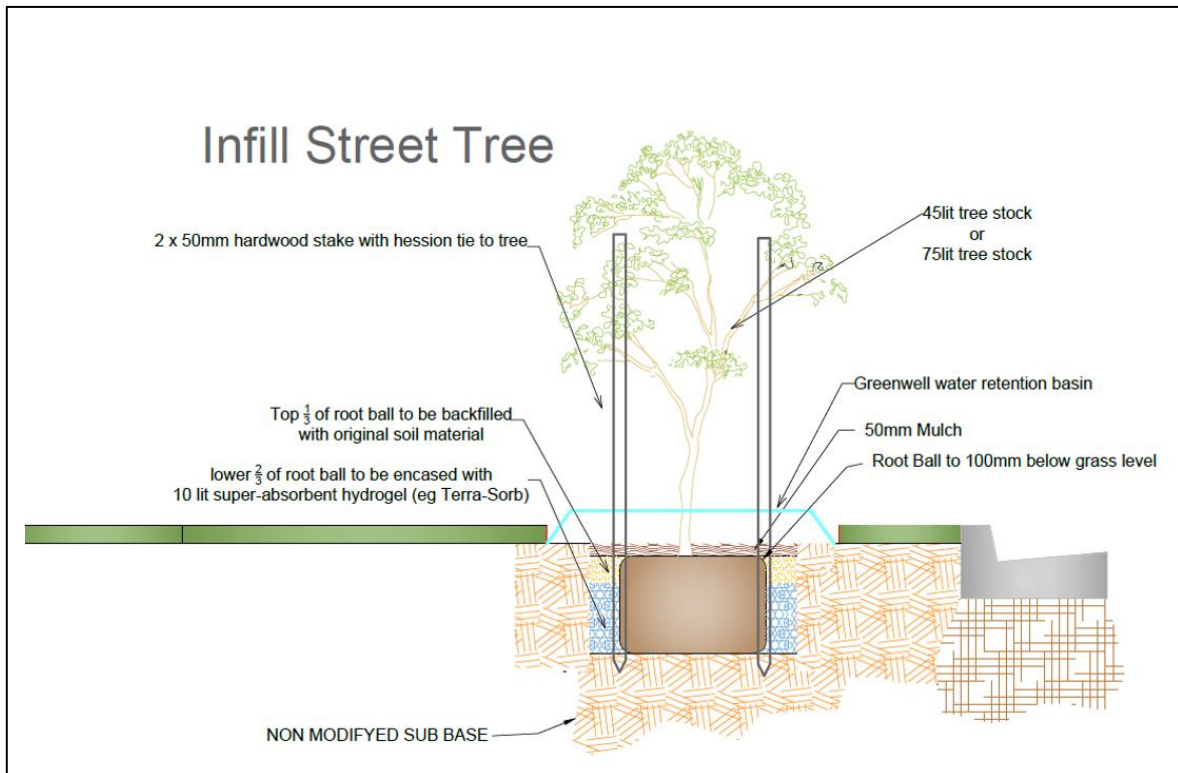 Infill Street Tree
2 x 50mm hardwood stake with hession tie to tree
45lit tree stock
or
75lit tree stock
Greenwell water retention basin
Top 1/3 of root ball to be backfilled
with original soil material
50mm Mulch
Root Ball to 100mm below grass level
lower 2/3 of root ball to be encased with
10 lit super-absorbent hydrogel (eg Terra-Sorb)
NON MODIFYED SUB BASE